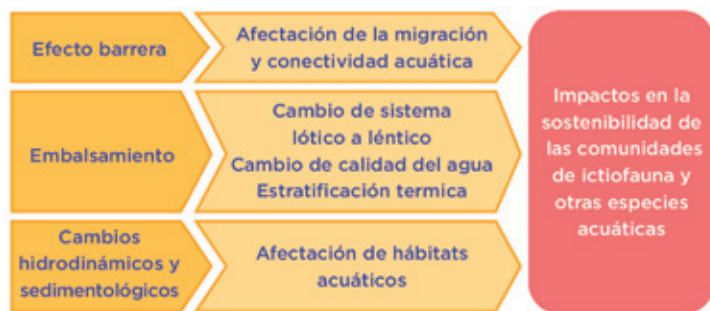 Efecto barrera
Afectación de la migración
y conectividad acuática
Embalsamiento
Cambio de sistema
lótico a léntico
Cambio de calidad del agua
Estratificación termica
Cambios
hidrodinámicos y
sedimentológicos
Afectación de hábitats
acuáticos
Impactos en la
sostenibilidad de
las comunidades
de ictiofauna y
otras especies
acuáticas